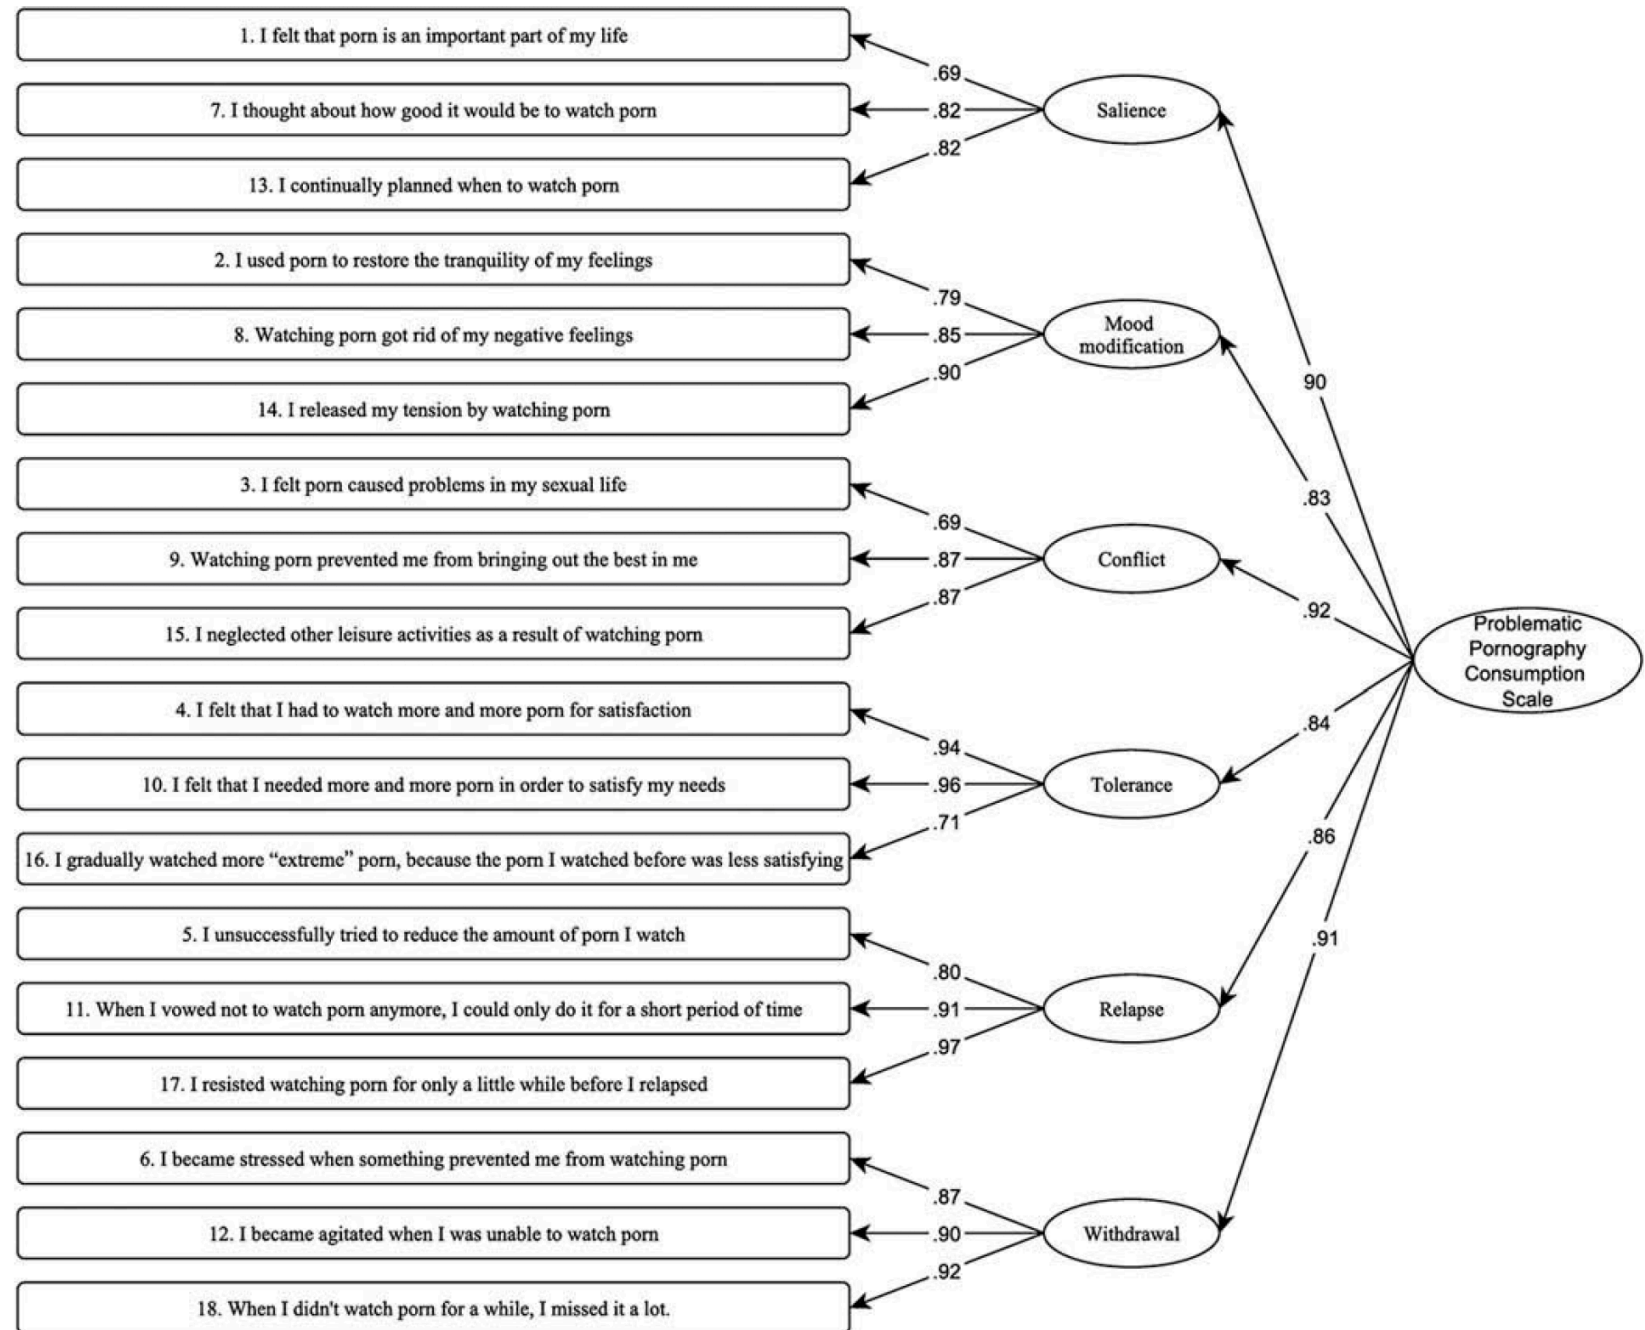 1. I felt that porn is an important part of my life
.69
7. I thought about how good it would be to watch porn
.82
Salience
.82
13. I continually planned when to watch porn
2. I used porn to restore the tranquility of my feelings
.79
8. Watching porn got rid of my negative feelings
.85
Mood
modification
.90
90
14. I released my tension by watching porn
3. I felt porn caused problems in my sexual life
.83
.69
9. Watching porn prevented me from bringing out the best in me
.87
Conflict
.87
.92
15. I neglected other leisure activities as a result of watching porn
Problematic
Pornography
Consumption
Scale
4. I felt that I had to watch more and more porn for satisfaction
.84
.94
10. I felt that I needed more and more porn in order to satisfy my needs
.96
Tolerance
.71
.86
16. I gradually watched more “extreme” porn, because the porn I watched before was less satisfying
5. I unsuccessfully tried to reduce the amount of porn I watch
.91
.80
11. When I vowed not to watch porn anymore, I could only do it for a short period of time
.91
Relapse
.97
17. I resisted watching porn for only a little while before I relapsed
6. I became stressed when something prevented me from watching porn
.87
12. I became agitated when I was unable to watch porn
.90
Withdrawal
.92
18. When I didn't watch porn for a while, I missed it a lot.